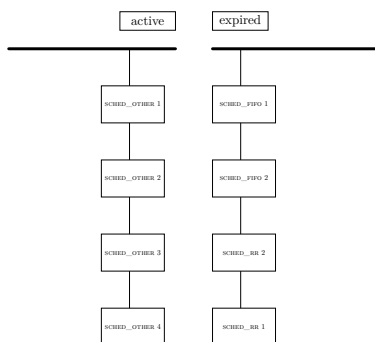 active
expired
SCHED_OTHER 1
SCHED_FIFO 1
SCHED_OTHER 2
SCHED_FIFO 2
SCHED_OTHER 3
SCHED_RR 2
SCHED_OTHER 4
SCHED_RR 1